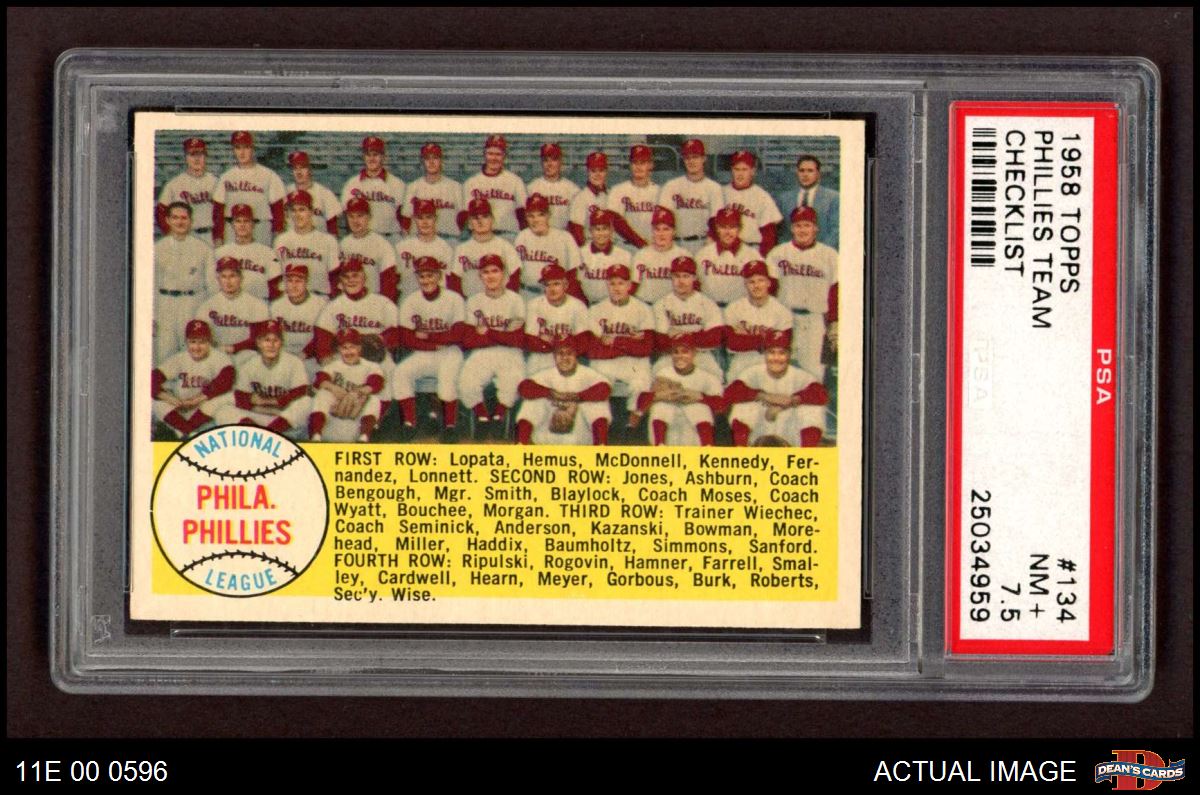 NATIONAL
PHILA.
PHILLIES
LEAGUE
FIRST ROW: Lopata, Hemus, McDonnell, Kennedy, Fer-
nandez, Lonnett. SECOND ROW: Jones, Ashburn, Coach
Bengough, Mgr. Smith, Blaylock, Coach Moses, Coach
Wyatt, Bouchee, Morgan. THIRD ROW: Trainer Wiechec,
Coach Seminick, Anderson, Kazanski, Bowman, More-
head, Miller, Haddix, Baumholtz, Simmons, Sanford.
FOURTH ROW: Ripulski, Rogovin, Hamner, Farrell, Smal-
ley, Cardwell, Hearn, Meyer, Gorbous, Burk, Roberts,
Sec'y. Wise.
PSA
1958 TOPPS #134
PHILLIES TEAM NM+
CHECKLIST 7.5
25034959
PSA
11E 00 0596
ACTUAL IMAGE
D
DEAN'S CARDS